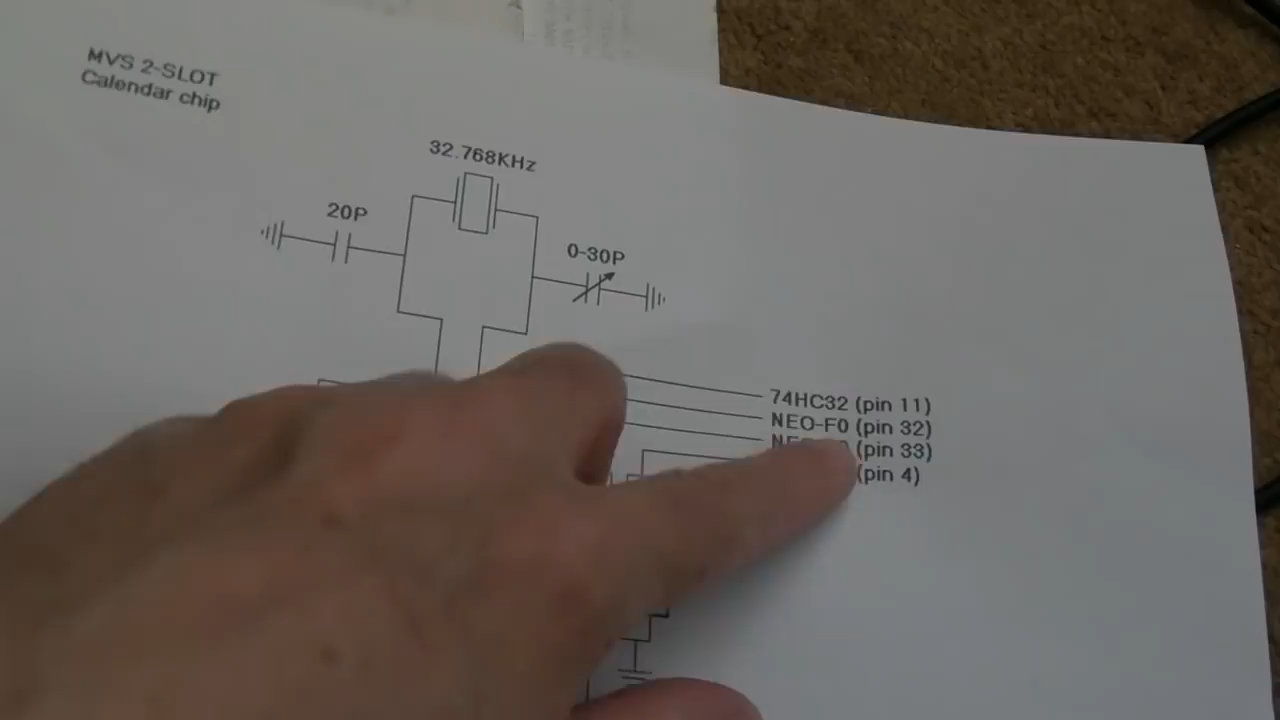 MVS 2-SLOT
Calendar chip
32.768KHz
20P
0-30P
74HC32 (pin 11)
NEO-F0 (pin 32)
(pin 33)
(pin 4)